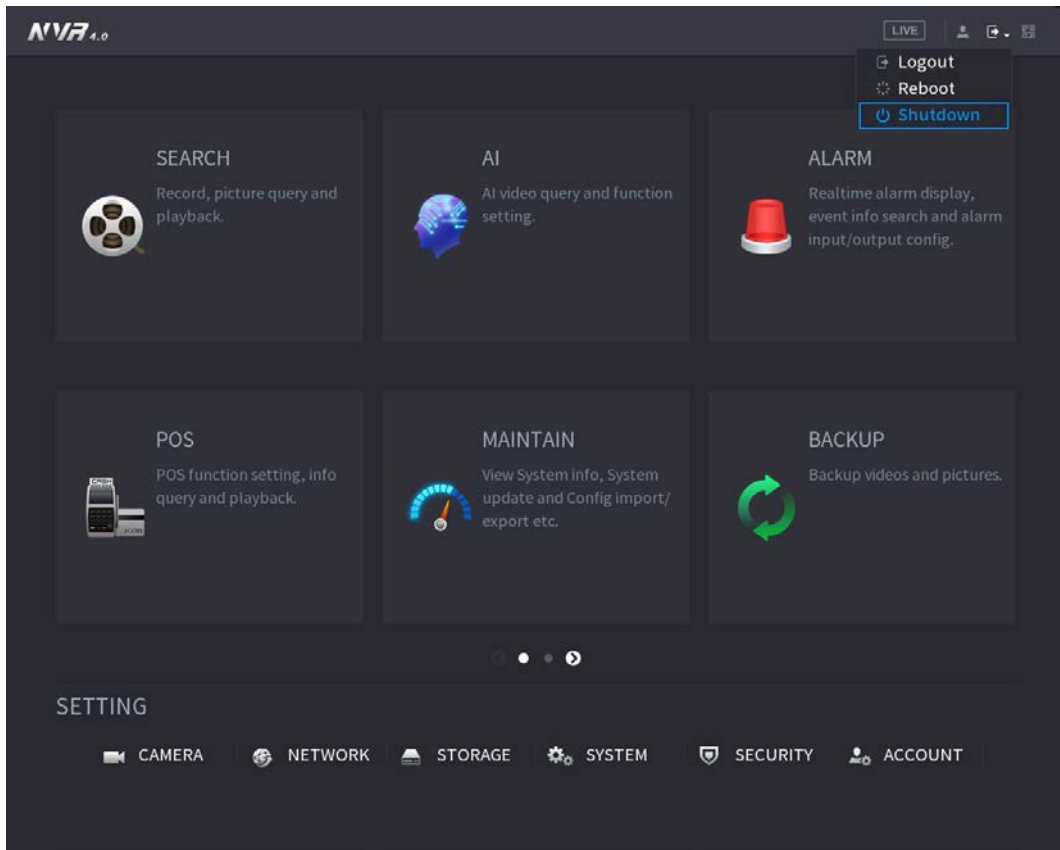 NVR 4.0
LIVE
Logout
Reboot
Shutdown
SEARCH
Record, picture query and
playback.
AI
AI video query and function
setting.
ALARM
Realtime alarm display,
event info search and alarm
input/output config.
POS
POS function setting, info
query and playback.
CASH
MAINTAIN
View System info, System
update and Config import/
export etc.
BACKUP
Backup videos and pictures.
SETTING
CAMERA
NETWORK
STORAGE
SYSTEM
SECURITY
ACCOUNT